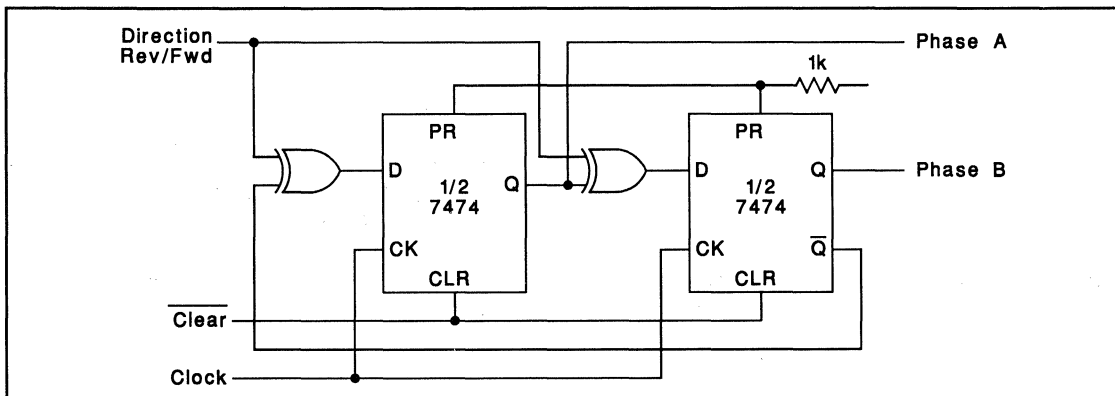 Direction
Rev/Fwd
Phase A
1k
PR
PR
D
Q
D
Q
Phase B
1/2
7474
1/2
7474
CK
CK
Q̅
CLR
CLR
C̅l̅e̅a̅r̅
Clock